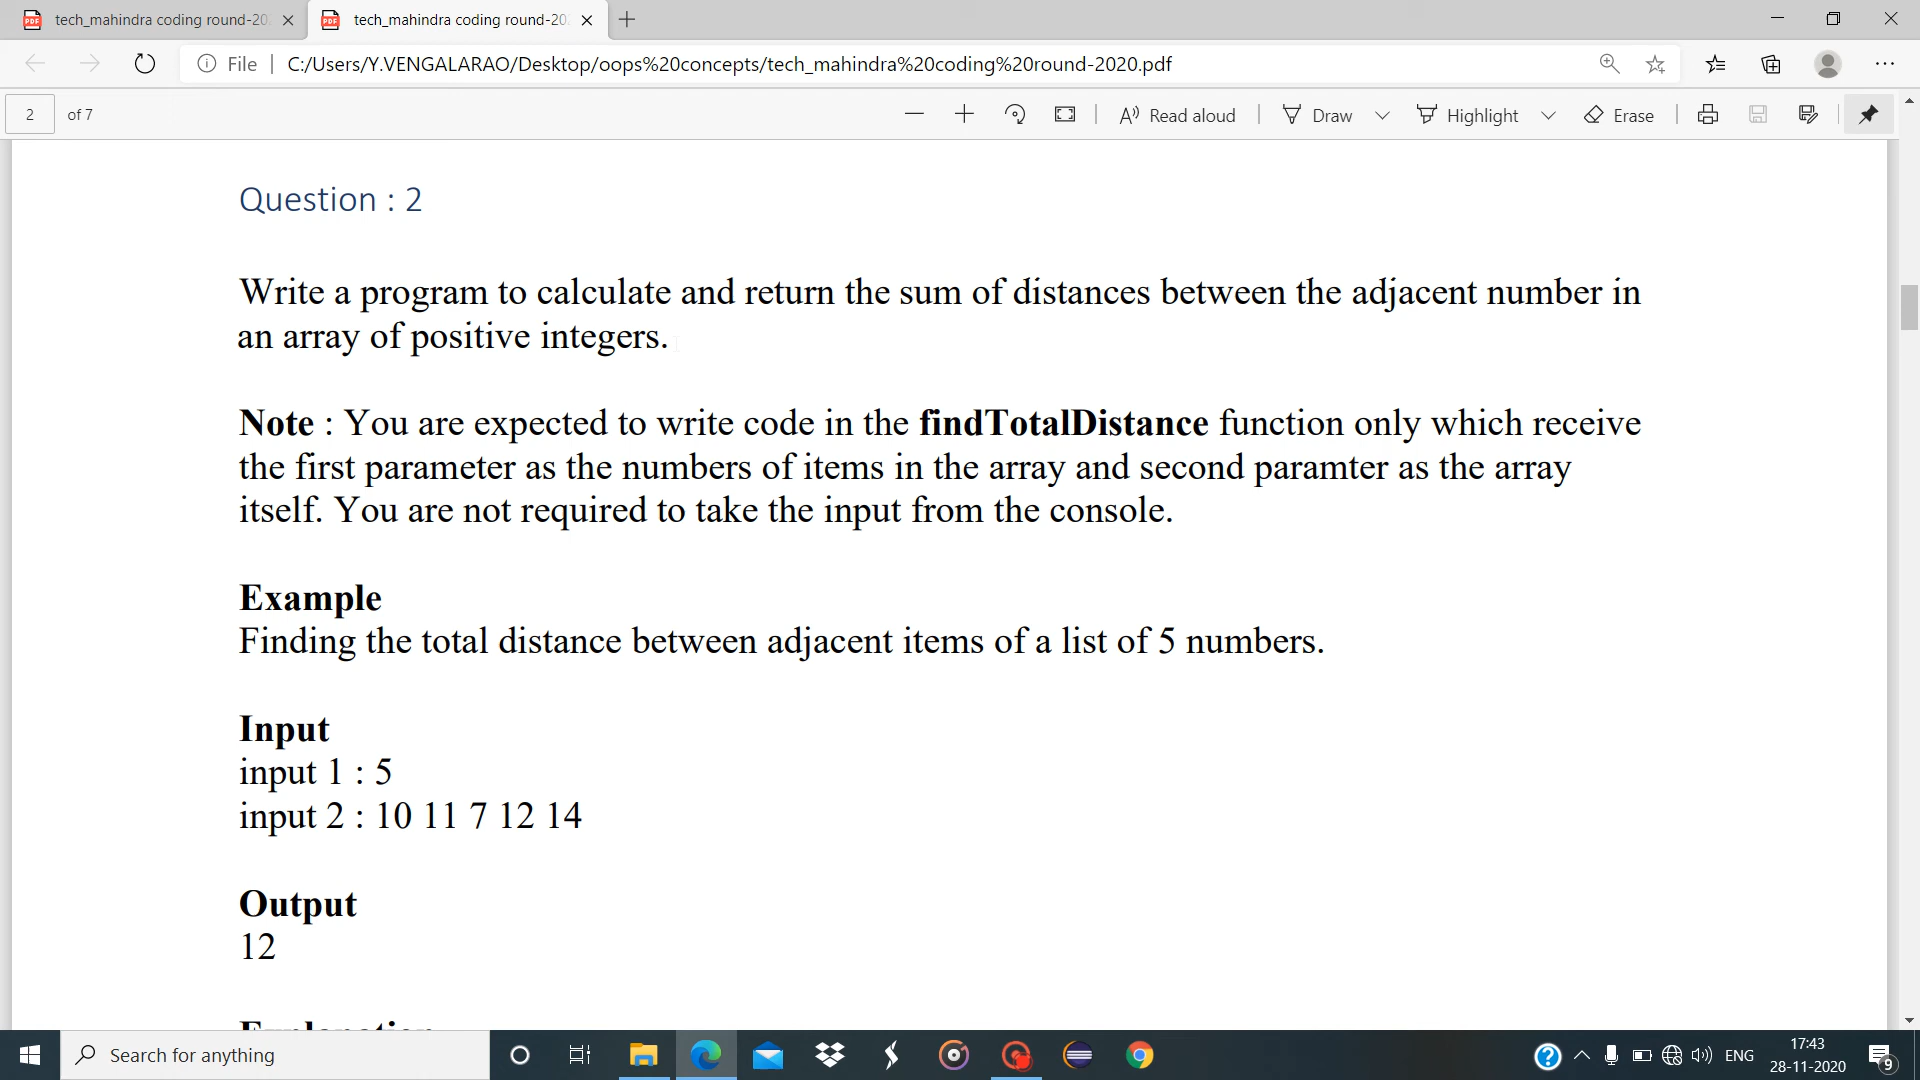 tech_mahindra coding round-20
tech_mahindra coding round-20
File
C:/Users/Y.VENGALARAO/Desktop/oops%20concepts/tech_mahindra%20coding%20round-2020.pdf
2 of 7
Read aloud
Draw
Highlight
Erase
Question : 2
Write a program to calculate and return the sum of distances between the adjacent number in
an array of positive integers.
Note : You are expected to write code in the findTotalDistance function only which receive
the first parameter as the numbers of items in the array and second paramter as the array
itself. You are not required to take the input from the console.
Example
Finding the total distance between adjacent items of a list of 5 numbers.
Input
input 1 : 5
input 2 : 10 11 7 12 14
Output
12
Search for anything
ENG
17:43
28-11-2020
9